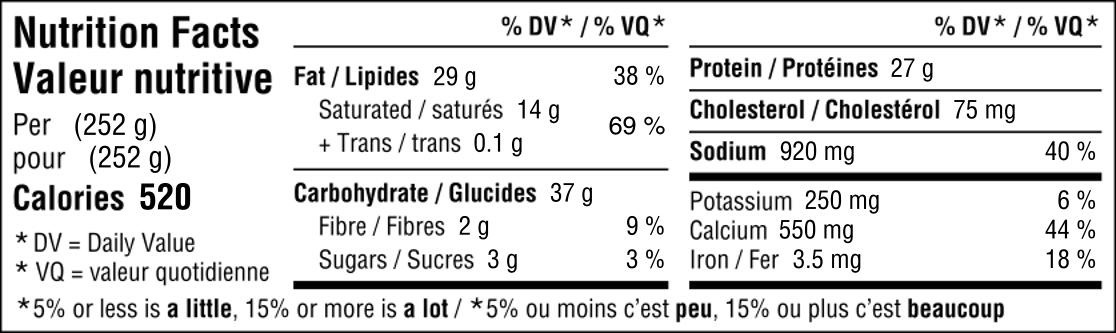 Nutrition Facts
Valeur nutritive
Per (252 g)
pour (252 g)
Calories 520
* DV = Daily Value
* VQ = valeur quotidienne
% DV* / % VQ*
Fat / Lipides 29 g 38 %
Saturated / saturés 14 g
+ Trans / trans 0.1 g
69 %
Carbohydrate / Glucides 37 g
Fibre / Fibres 2 g 9 %
Sugars / Sucres 3 g 3 %
% DV* / % VQ*
Protein / Protéines 27 g
Cholesterol / Cholestérol 75 mg
Sodium 920 mg 40 %
Potassium 250 mg 6 %
Calcium 550 mg 44 %
Iron / Fer 3.5 mg 18 %
*5% or less is a little, 15% or more is a lot / *5% ou moins c’est peu, 15% ou plus c’est beaucoup